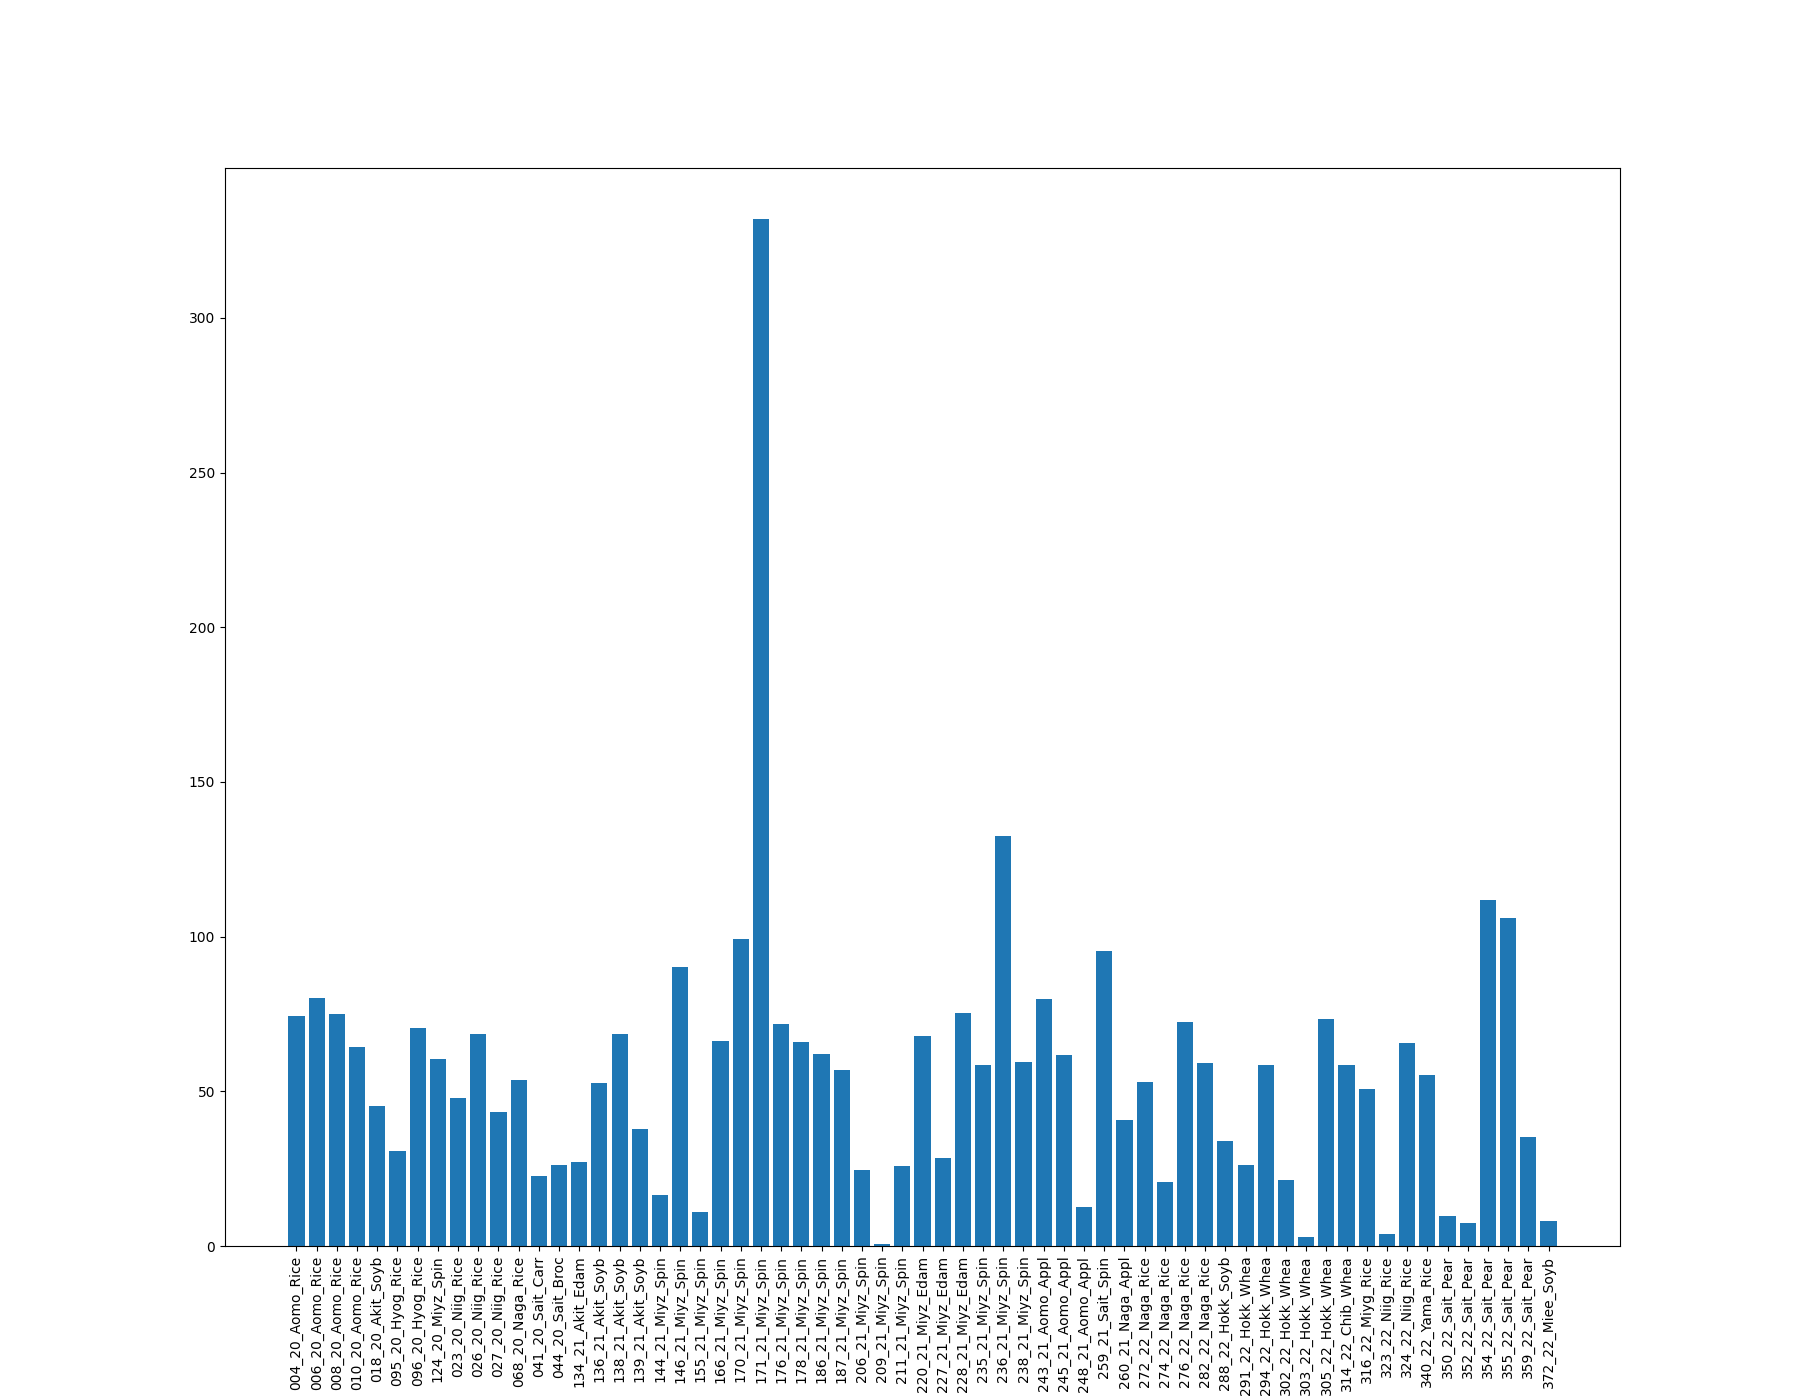 300
250
200
150
100
50
0
004_20_Aomo_Rice
006_20_Aomo_Rice
008_20_Aomo_Rice
010_20_Aomo_Rice
018_20_Akit_Soyb
095_20_Hyog_Rice
096_20_Hyog_Rice
124_20_Miyz_Spin
023_20_Niig_Rice
026_20_Niig_Rice
027_20_Niig_Rice
068_20_Naga_Rice
041_20_Sait_Carr
044_20_Sait_Broc
134_21_Akit_Edam
136_21_Akit_Soyb
138_21_Akit_Soyb
139_21_Akit_Soyb
144_21_Miyz_Spin
146_21_Miyz_Spin
155_21_Miyz_Spin
166_21_Miyz_Spin
170_21_Miyz_Spin
171_21_Miyz_Spin
176_21_Miyz_Spin
178_21_Miyz_Spin
186_21_Miyz_Spin
187_21_Miyz_Spin
206_21_Miyz_Spin
209_21_Miyz_Spin
211_21_Miyz_Spin
220_21_Miyz_Edam
227_21_Miyz_Edam
228_21_Miyz_Edam
235_21_Miyz_Spin
236_21_Miyz_Spin
238_21_Miyz_Spin
243_21_Aomo_Appl
245_21_Aomo_Appl
248_21_Aomo_Appl
259_21_Sait_Spin
260_21_Naga_Appl
272_22_Naga_Rice
274_22_Naga_Rice
276_22_Naga_Rice
282_22_Naga_Rice
288_22_Hokk_Soyb
291_22_Hokk_Whea
294_22_Hokk_Whea
302_22_Hokk_Whea
303_22_Hokk_Whea
305_22_Hokk_Whea
314_22_Chib_Whea
316_22_Miyg_Rice
323_22_Niig_Rice
324_22_Niig_Rice
340_22_Yama_Rice
350_22_Sait_Pear
352_22_Sait_Pear
354_22_Sait_Pear
355_22_Sait_Pear
359_22_Sait_Pear
372_22_Miee_Soyb